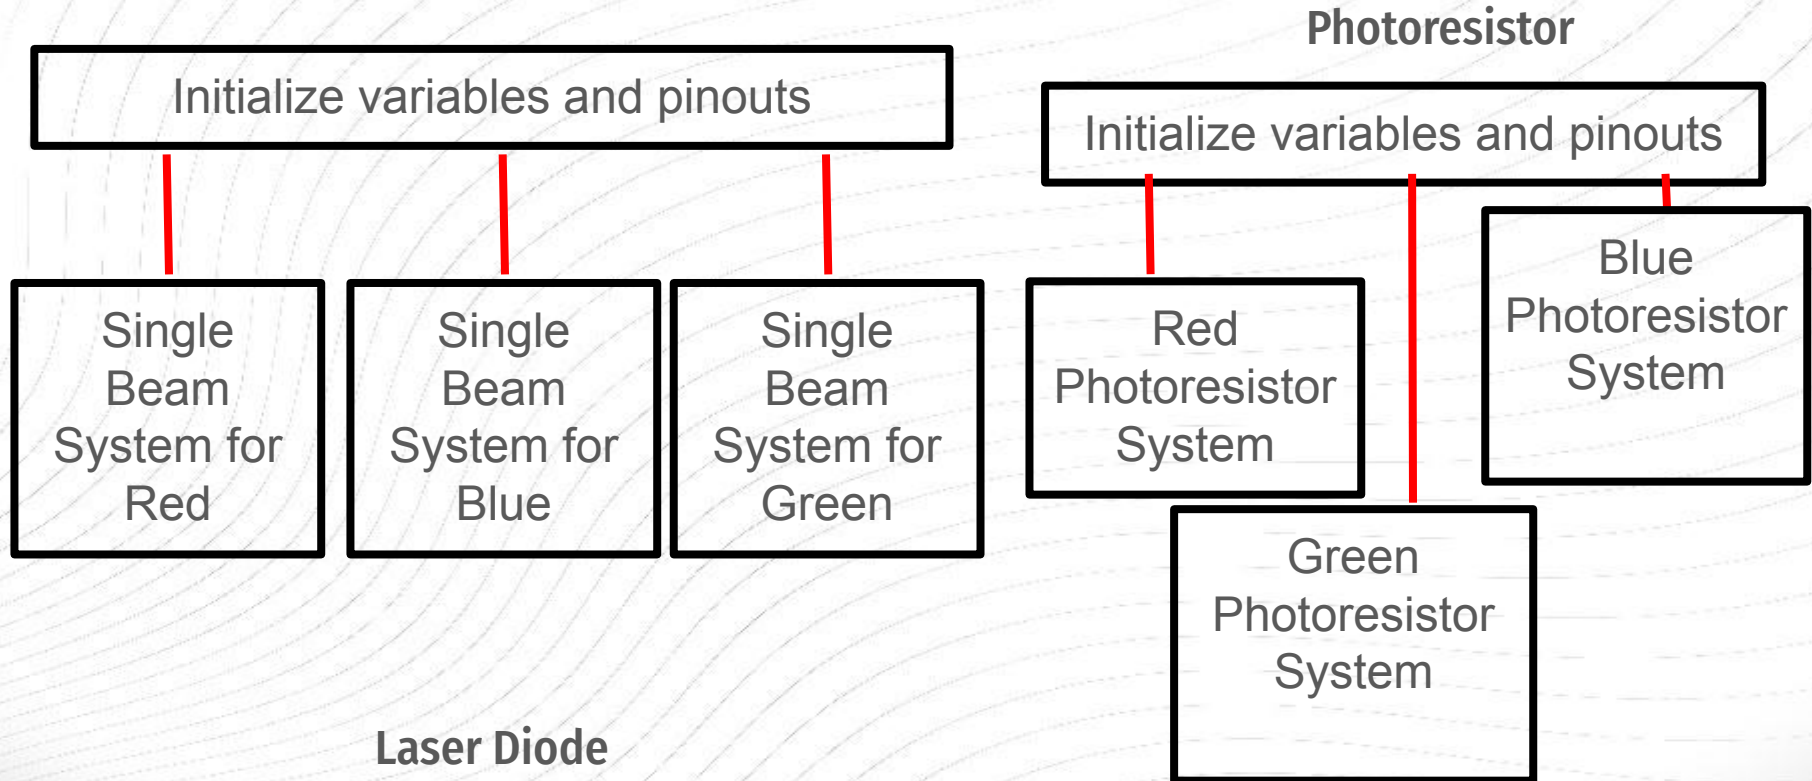 Initialize variables and pinouts
Single
Beam
System for
Red
Single
Beam
System for
Blue
Single
Beam
System for
Green
Laser Diode
Photoresistor
Initialize variables and pinouts
Red
Photoresistor
System
Green
Photoresistor
System
Blue
Photoresistor
System